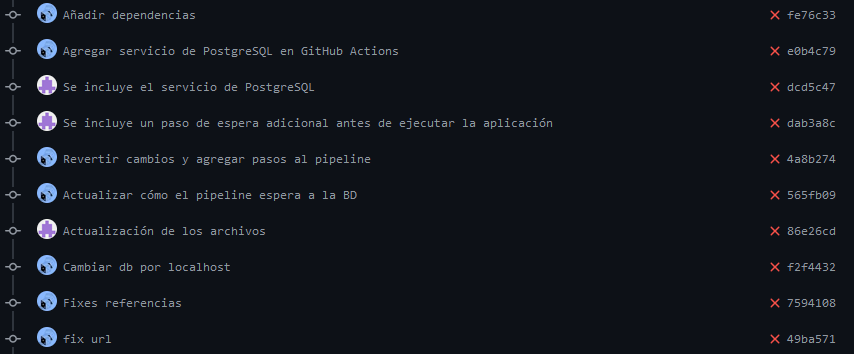 Añadir dependencias fe76c33
Agregar servicio de PostgreSQL en GitHub Actions e0b4c79
Se incluye el servicio de PostgreSQL dcd5c47
Se incluye un paso de espera adicional antes de ejecutar la aplicación dab3a8c
Revertir cambios y agregar pasos al pipeline 4a8b274
Actualizar cómo el pipeline espera a la BD 565fb09
Actualización de los archivos 86e26cd
Cambiar db por localhost f2f4432
Fixes referencias 7594108
fix url 49ba571